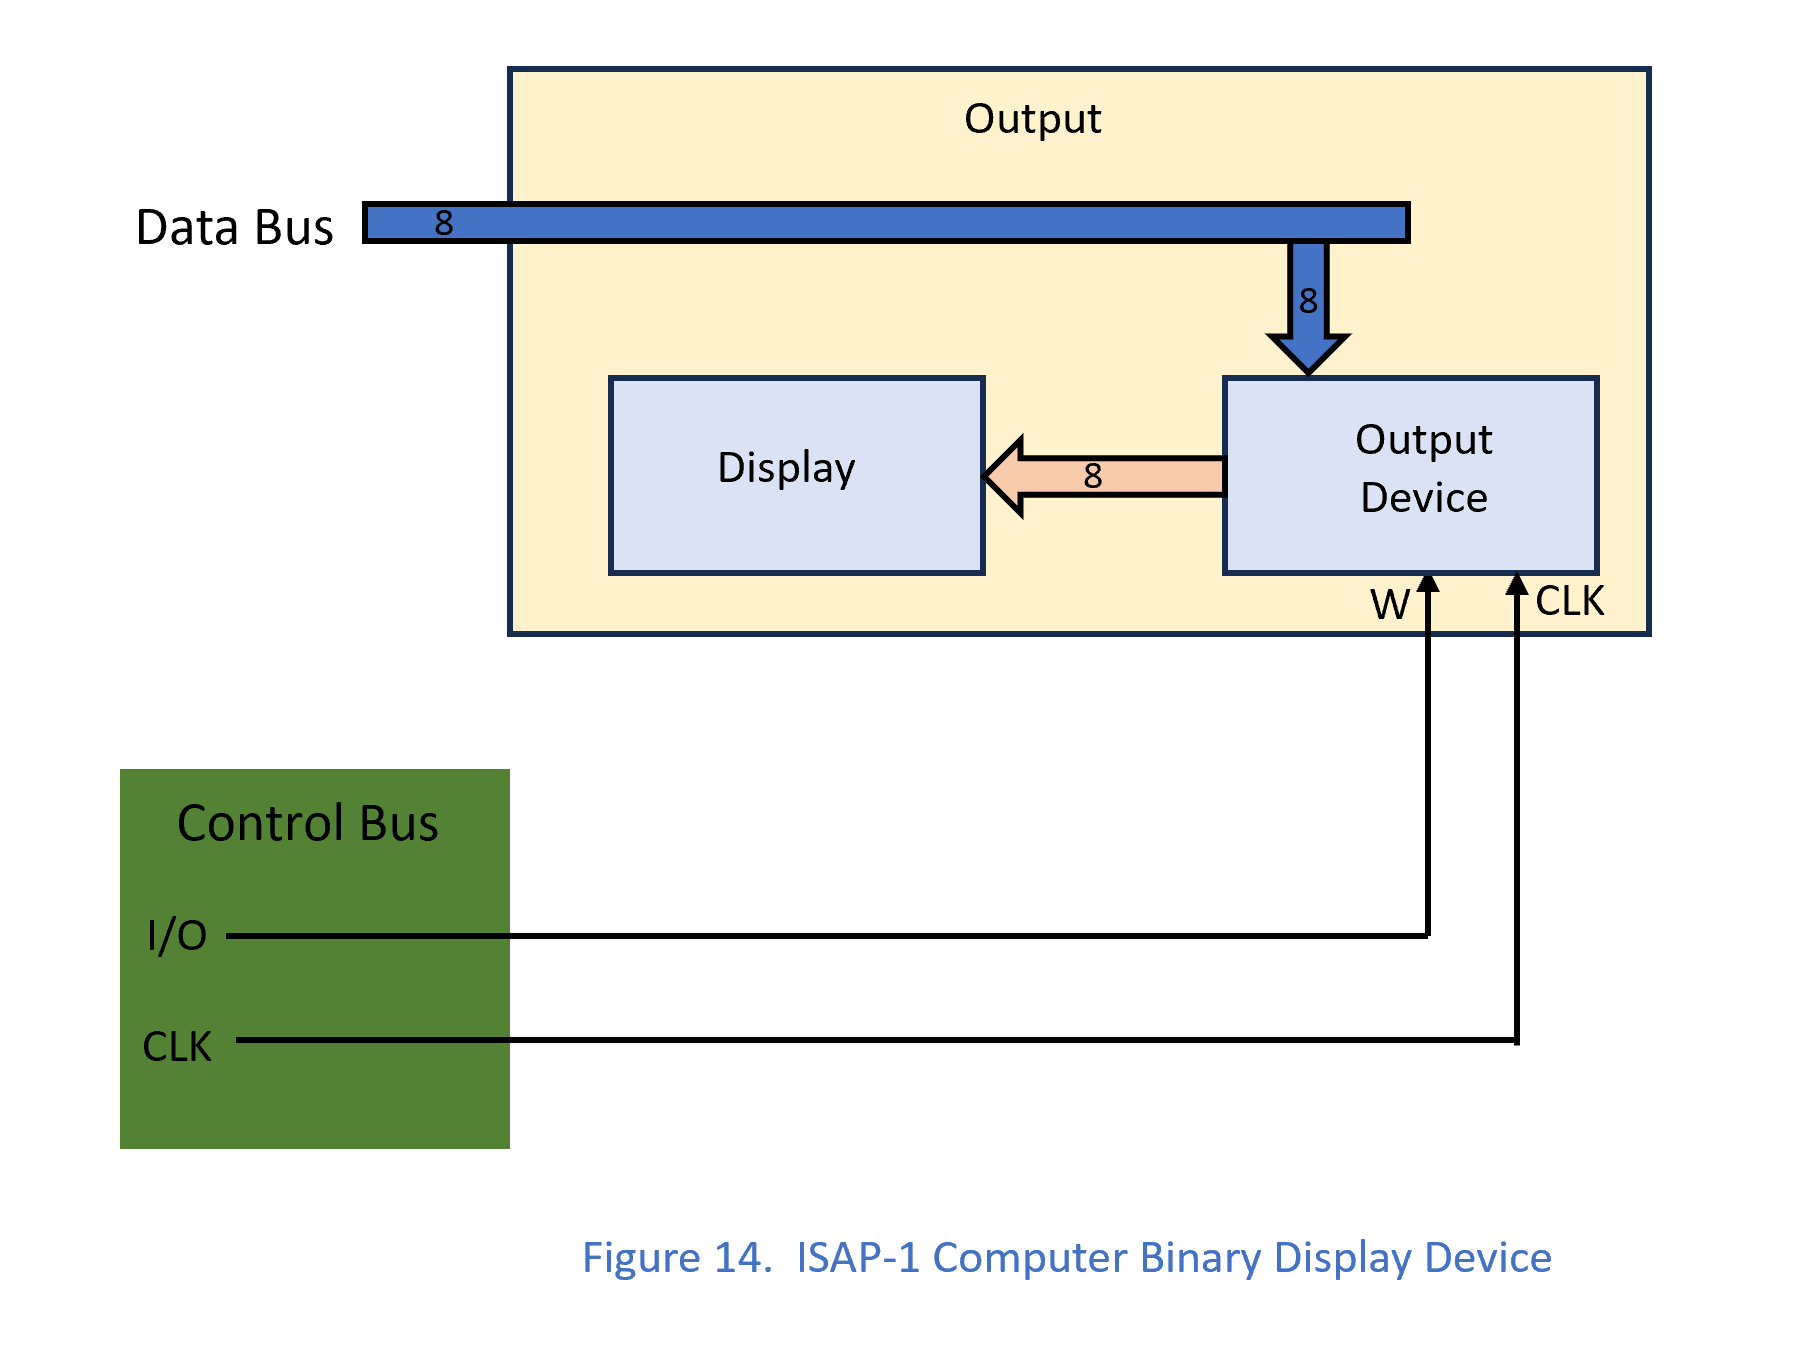 Output
Data Bus
8
8
Display
8
Output
Device
W
CLK
Control Bus
I/O
CLK
Figure 14.  ISAP-1 Computer Binary Display Device